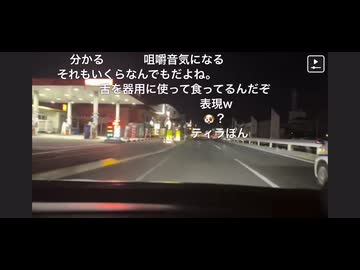 分かる 咀嚼音気になる
それもいくらなんでもだよね。
舌を器用に使って食ってるんだぞ
表現w
🐶？
ティラぽん